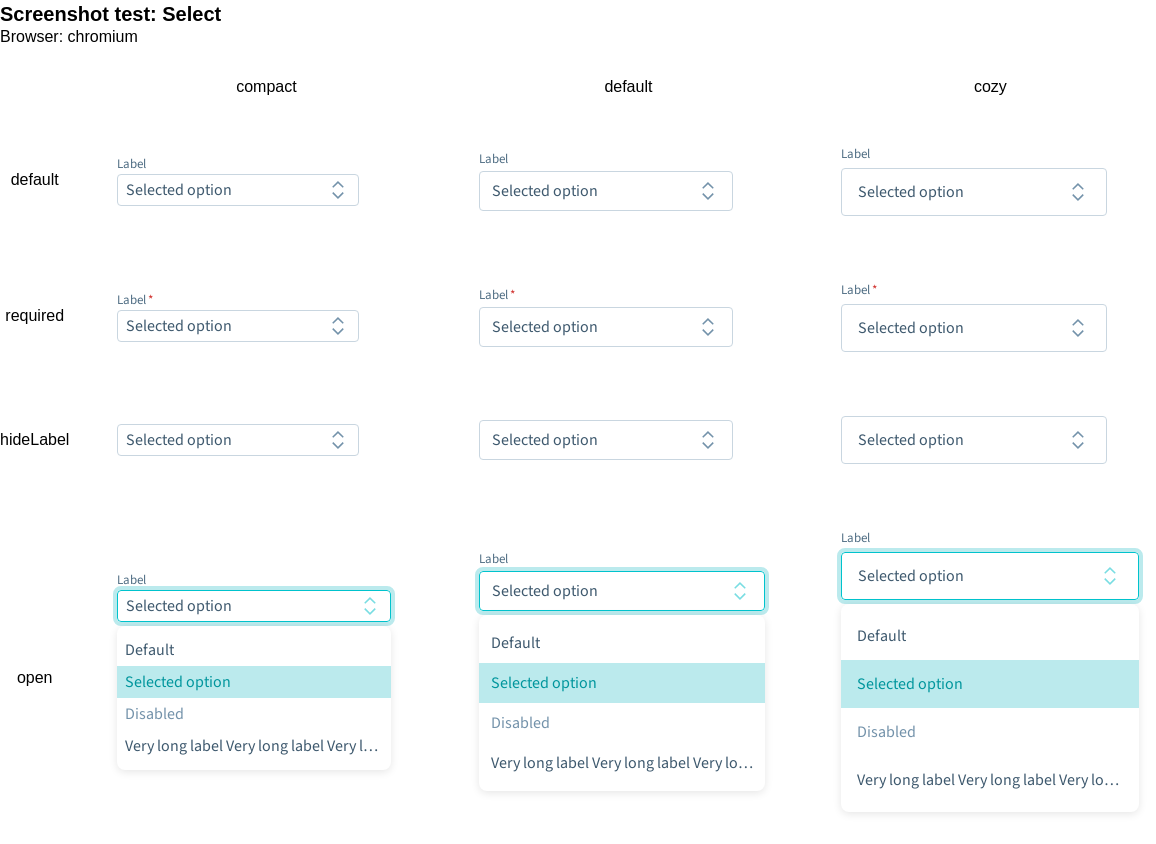 Screenshot test: Select
Browser: chromium
compact default cozy
Label Label Label
default Selected option Selected option Selected option
Label * Label * Label *
required Selected option Selected option Selected option
hideLabel Selected option Selected option Selected option
open
Label
Selected option
Default
Selected option
Disabled
Very long label Very long label Very l…
Label
Selected option
Default
Selected option
Disabled
Very long label Very long label Very lo…
Label
Selected option
Default
Selected option
Disabled
Very long label Very long label Very lo…